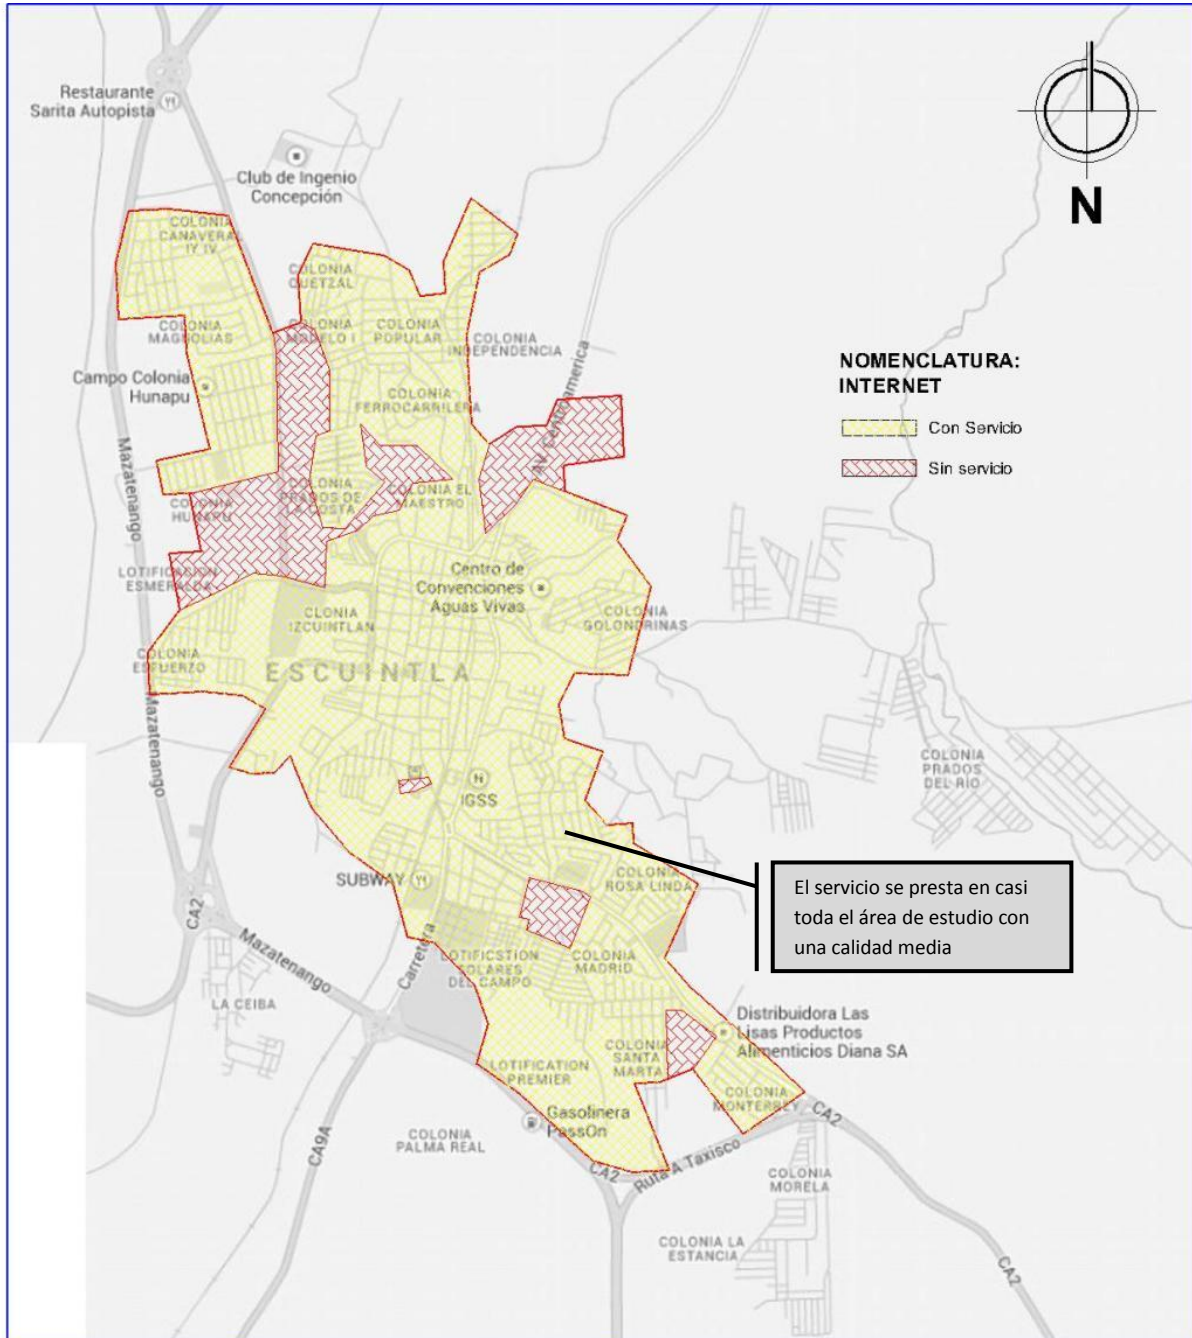 Restaurante
Sarita Autopista
Club de Ingenio
Concepción
N
COLONIA
CANAVERAL
IY IV
COLONIA
QUETZAL
COLONIA
MAGNOLIAS
COLONIA
MODELO I
COLONIA
POPULAR
COLONIA
INDEPENDENCIA
NOMENCLATURA:
INTERNET
Con Servicio
Sin servicio
Campo Colonia
Hunapu
COLONIA
FERROCARRILERA
AV Centroamerica
Mazatenango
COLONIA
HUNAPU
COLONIA
PRADOS DE
LA COSTA
COLONIA EL
MAESTRO
LOTIFICACION
ESMERALDA
Centro de
Convenciones
Aguas Vivas
CLONIA
IZCUINTLAN
COLONIA
GOLONDRINAS
COLONIA
ESFUERZO
ESCUINTLA
Mazatenango
COLONIA
PRADOS
DEL RÍO
IGSS
SUBWAY
COLONIA
ROSA LINDA
El servicio se presta en casi
toda el área de estudio con
una calidad media
CA2
Mazatenango
Carretera
LOTIFICSTION
SOLARES
DEL CAMPO
COLONIA
MADRID
LA CEIBA
Distribuidora Las
Lisas Productos
Alimenticios Diana SA
COLONIA
SANTA
MARTA
LOTIFICATION
PREMIER
COLONIA
MONTERREY
CA2
Gasolinera
PassOn
CA9A
COLONIA
PALMA REAL
CA2
Ruta A Taxisco
COLONIA
MORELA
COLONIA LA
ESTANCIA
CA2